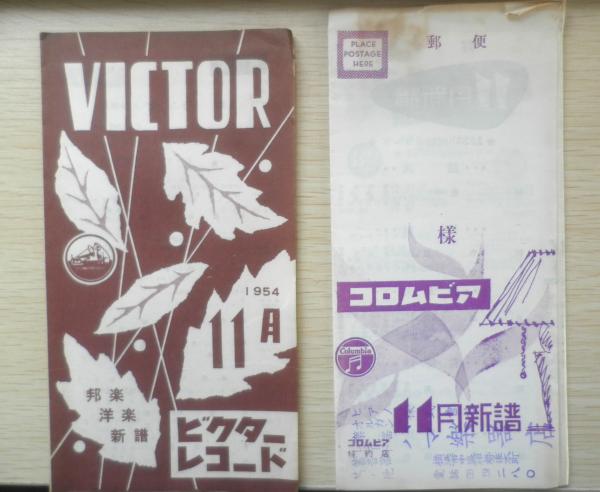 VICTOR
1954
11月
邦楽
洋楽
新譜
ビクター
レコード
PLACE
POSTAGE
HERE
郵便
様
コロムビア
Columbia
11月新譜
コロムビア
特約店